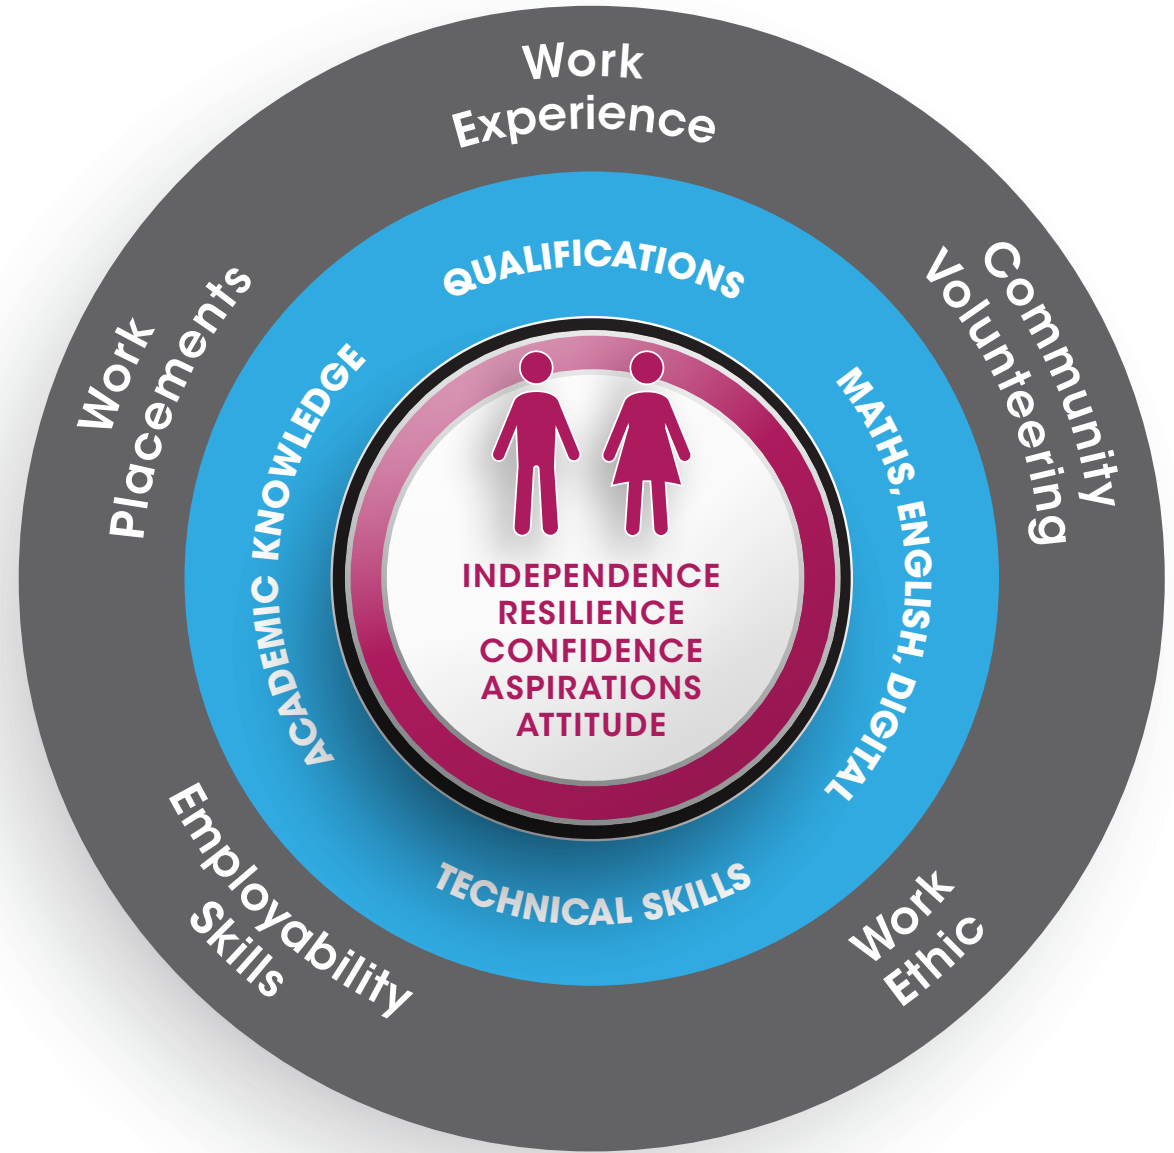 Work
Experience
Community
Volunteering
Work
Ethic
Employability
Skills
Work
Placements
QUALIFICATIONS
MATHS, ENGLISH, DIGITAL
TECHNICAL SKILLS
ACADEMIC KNOWLEDGE
INDEPENDENCE
RESILIENCE
CONFIDENCE
ASPIRATIONS
ATTITUDE